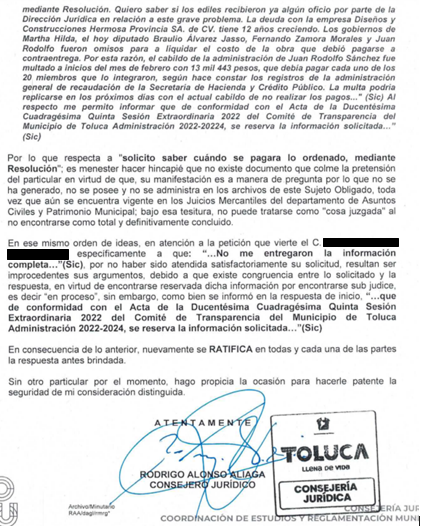 mediante Resolución. Quiero saber si los ediles recibieron ya algún oficio por parte de la
Dirección Jurídica en relación a este grave problema. La deuda con la empresa Diseños y
Construcciones Hermosa Provincia SA. de CV. tiene 12 años creciendo. Los gobiernos de
Martha Hilda, el hoy diputado Braulio Álvarez Jasso, Fernando Zamora Morales y Juan
Rodolfo fueron omisos para a liquidar el costo de la obra que debió pagarse a
contraentrega. Por esta razón, el cabildo de la administración de Juan Rodolfo Sánchez fue
multado a inicios del mes de febrero con 13 mil 443 pesos, que debía pagar cada uno de los
20 miembros que lo integraron, según hace constar los registros de la administración
general de recaudación de la Secretaría de Hacienda y Crédito Público. La multa podría
replicarse en los próximos días con el actual cabildo de no realizar los pagos..." (Sic) Al
respecto me permito informar que de conformidad con el Acta de la Ducentésima
Cuadragésima Quinta Sesión Extraordinaria 2022 del Comité de Transparencia del
Municipio de Toluca Administración 2022-20224, se reserva la información solicitada…"
(Sic)
Por lo que respecta a "solicito saber cuándo se pagara lo ordenado, mediante
Resolución"; es menester hacer hincapié que no existe documento que colme la pretensión
del particular en virtud de que, su manifestación es a manera de pregunta por lo que no se
ha generado, no se posee y no se administra en los archivos de este Sujeto Obligado, toda
vez que aún se encuentra vigente en los Juicios Mercantiles del departamento de Asuntos
Civiles y Patrimonio Municipal; bajo esa tesitura, no puede tratarse como "cosa juzgada" al
no encontrarse como total y definitivamente concluido.
En ese mismo orden de ideas, en atención a la petición que vierte el C.
específicamente a que: "…No me entregaron la información
completa…"(Sic), por no haber sido atendida satisfactoriamente su solicitud, resultan ser
improcedentes sus argumentos, debido a que existe congruencia entre lo solicitado y la
respuesta, en virtud de encontrarse reservada dicha información por encontrarse sub judice,
es decir "en proceso", sin embargo, como bien se informó en la respuesta de inicio, "…que
de conformidad con el Acta de la Ducentésima Cuadragésima Quinta Sesión
Extraordinaria 2022 del Comité de Transparencia del Municipio de Toluca
Administración 2022-2024, se reserva la información solicitada…"(Sic)
En consecuencia de lo anterior, nuevamente se RATIFICA en todas y cada una de las partes
la respuesta antes brindada.
Sin otro particular por el momento, hago propicia la ocasión para hacerle patente la
seguridad de mi consideración distinguida.
ATENTAMENTE
RODRIGO ALONSO ALIAGA
CONSEJERO JURÍDICO
TOLUCA
LLENA DE VIDA
CONSEJERÍA
JURÍDICA
Archivo/Minutario
RAA/dagl/nmrg*
CONSEJERÍA JUR
COORDINACIÓN DE ESTUDIOS Y REGLAMENTACIÓN MUNI